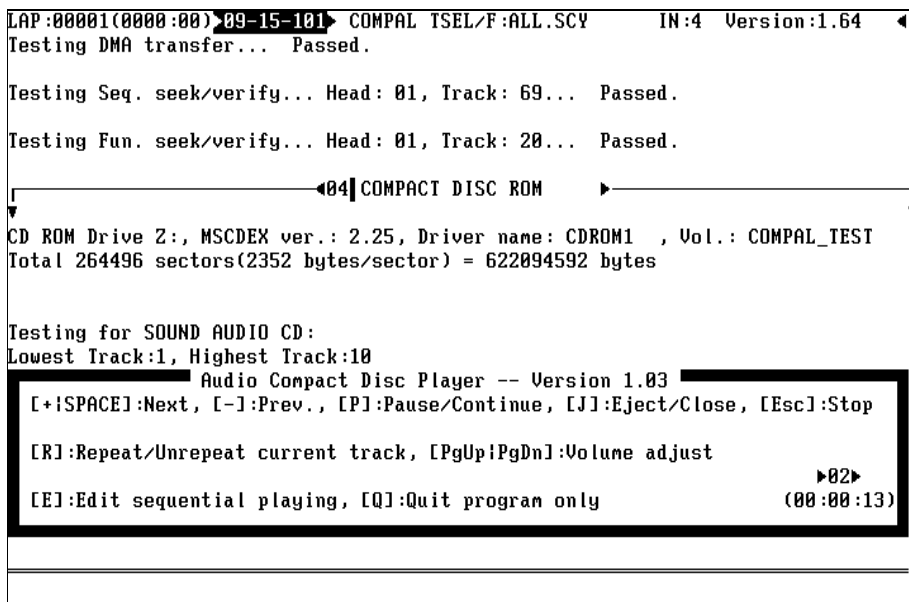 LAP:00001(0000:00)▶09-15-101▶ COMPAL TSEL/F:ALL.SCY IN:4 Version:1.64 ◀
Testing DMA transfer... Passed.
Testing Seq. seek/verify... Head: 01, Track: 69... Passed.
Testing Fun. seek/verify... Head: 01, Track: 20... Passed.
◀04 COMPACT DISC ROM ▶
CD ROM Drive Z:, MSCDEX ver.: 2.25, Driver name: CDROM1 , Vol.: COMPAL_TEST
Total 264496 sectors(2352 bytes/sector) = 622094592 bytes
Testing for SOUND AUDIO CD:
Lowest Track:1, Highest Track:10
Audio Compact Disc Player -- Version 1.03
[+¦SPACE]:Next, [-]:Prev., [P]:Pause/Continue, [J]:Eject/Close, [Esc]:Stop
[R]:Repeat/Unrepeat current track, [PgUp¦PgDn]:Volume adjust
▶02▶
[E]:Edit sequential playing, [Q]:Quit program only (00:00:13)